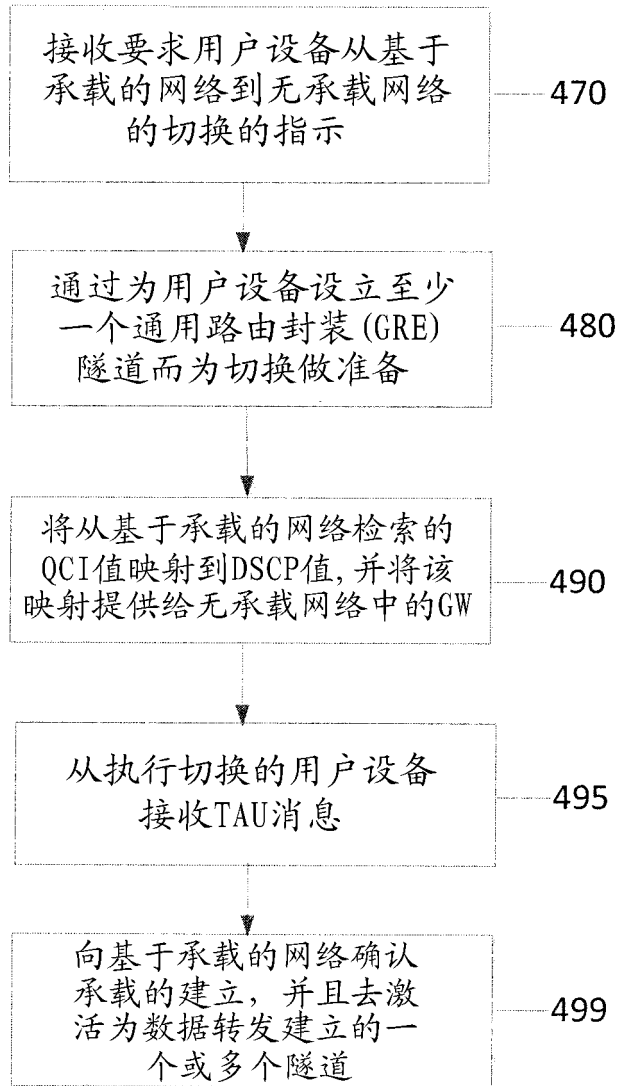 接收要求用户设备从基于
承载的网络到无承载网络
的切换的指示
470
通过为用户设备设立至少
一个通用路由封装(GRE)
隧道而为切换做准备
480
将从基于承载的网络检索的
QCI值映射到DSCP值,并将该
映射提供给无承载网络中的GW
490
从执行切换的用户设备
接收TAU消息
495
向基于承载的网络确认
承载的建立，并且去激
活为数据转发建立的一
个或多个隧道
499